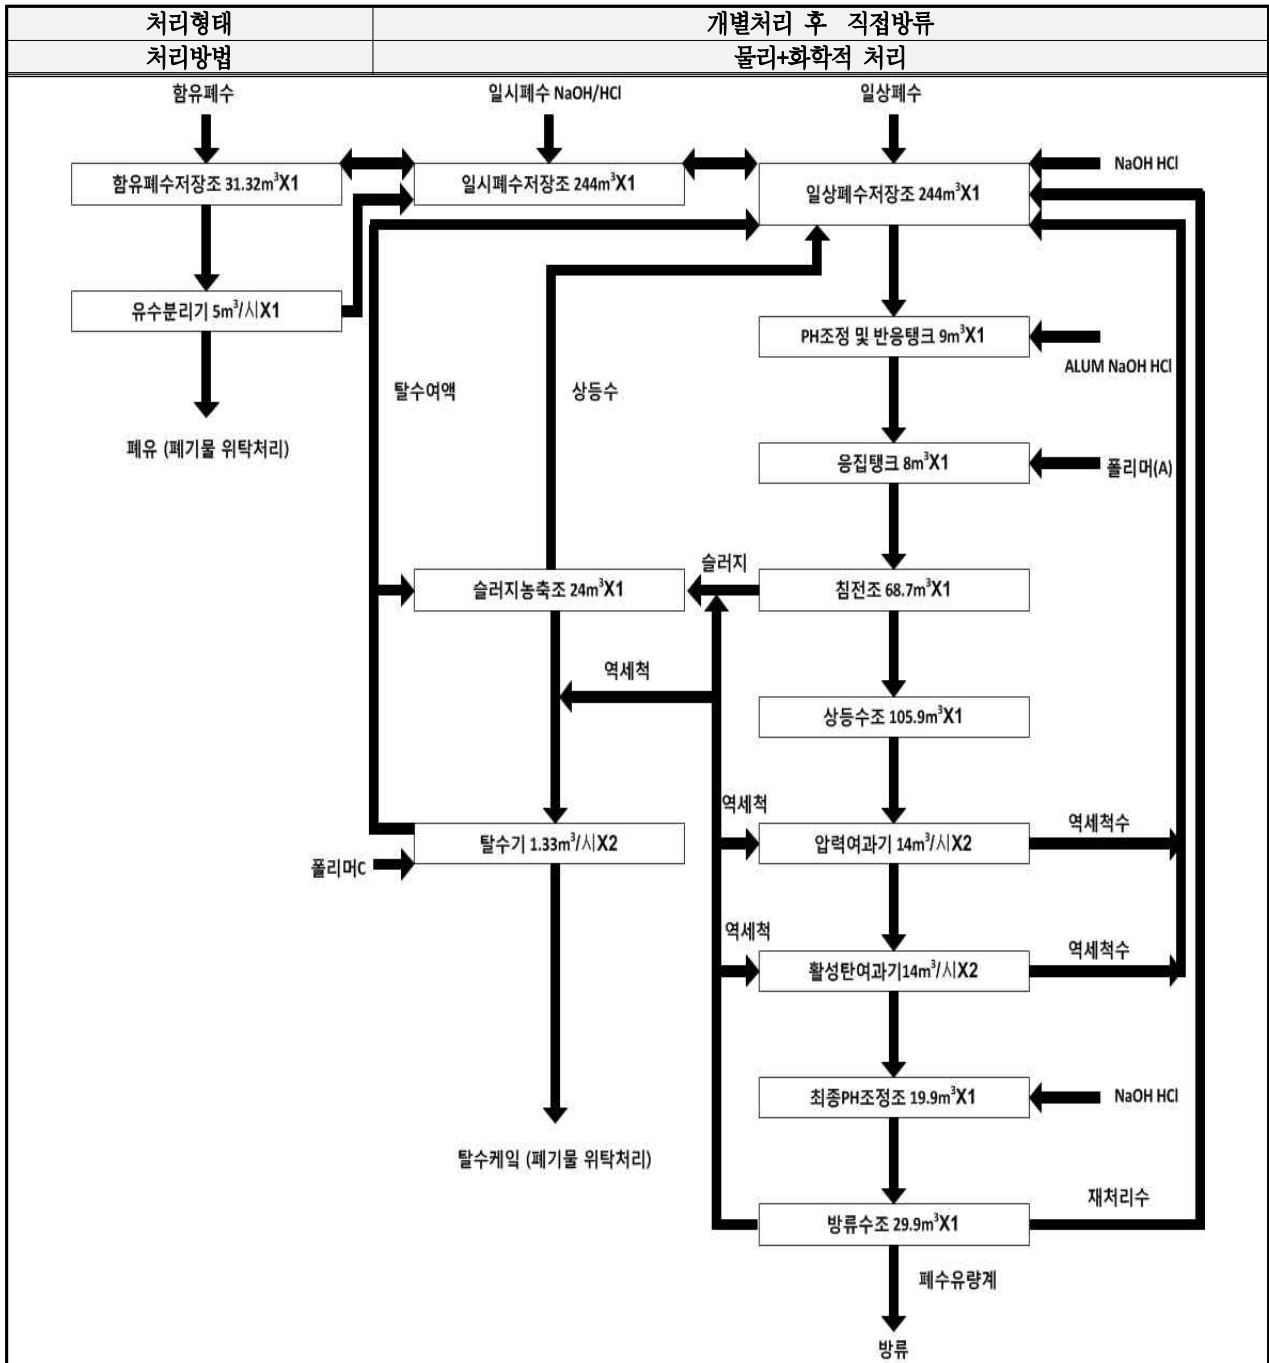 처리형태 개별처리 후 직접방류
처리방법 물리+화학적 처리
함유폐수 일시폐수 NaOH/HCl 일상폐수
NaOH HCl
함유폐수저장조 31.32m³X1 일시폐수저장조 244m³X1 일상폐수저장조 244m³X1
유수분리기 5m³/시X1
PH조정 및 반응탱크 9m³X1
ALUM NaOH HCl
탈수여액 상등수
폐유 (폐기물 위탁처리)
응집탱크 8m³X1 폴리머(A)
슬러지
슬러지농축조 24m³X1 침전조 68.7m³X1
역세척
상등수조 105.9m³X1
역세척 역세척수
탈수기 1.33m³/시X2 압력여과기 14m³/시X2
폴리머C
역세척 역세척수
활성탄여과기14m³/시X2
최종PH조정조 19.9m³X1 NaOH HCl
탈수케잌 (폐기물 위탁처리)
재처리수
방류수조 29.9m³X1
폐수유량계
방류